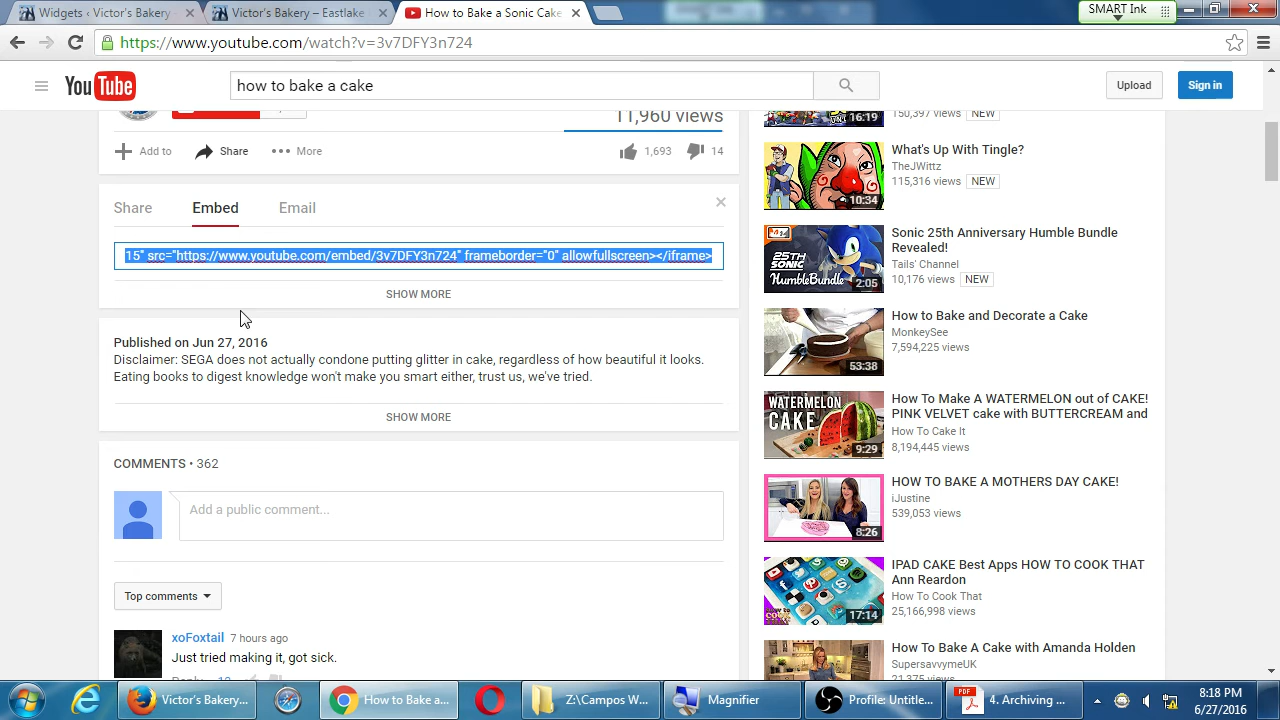 Widgets ‹ Victor's Bakery
Victor's Bakery – Eastlake
How to Bake a Sonic Cake
SMART Ink
https://www.youtube.com/watch?v=3v7DFY3n724
YouTube
how to bake a cake
Upload
Sign in
11,960 views
Add to
Share
More
1,693
14
Share
Embed
Email
15" src="https://www.youtube.com/embed/3v7DFY3n724" frameborder="0" allowfullscreen></iframe>
SHOW MORE
Published on Jun 27, 2016
Disclaimer: SEGA does not actually condone putting glitter in cake, regardless of how beautiful it looks.
Eating books to digest knowledge won't make you smart either, trust us, we've tried.
SHOW MORE
COMMENTS • 362
Add a public comment...
Top comments
xoFoxtail 7 hours ago
Just tried making it, got sick.
16:19
150,397 views NEW
What's Up With Tingle?
TheJWittz
115,316 views NEW
10:34
Sonic 25th Anniversary Humble Bundle
Revealed!
Tails' Channel
10,176 views NEW
25TH
SONIC
HUMBLE BUNDLE
2:05
How to Bake and Decorate a Cake
MonkeySee
7,594,225 views
53:38
How To Make A WATERMELON out of CAKE!
PINK VELVET cake with BUTTERCREAM and
How To Cake It
8,194,445 views
WATERMELON
CAKE
9:29
HOW TO BAKE A MOTHERS DAY CAKE!
iJustine
539,053 views
8:26
IPAD CAKE Best Apps HOW TO COOK THAT
Ann Reardon
How To Cook That
25,166,998 views
17:14
How To Bake A Cake with Amanda Holden
SupersavvymeUK
21,375 views
Victor's Bakery...
How to Bake a...
Z:\Campos W...
Magnifier
Profile: Untitle...
PDF
4. Archiving ...
8:18 PM
6/27/2016